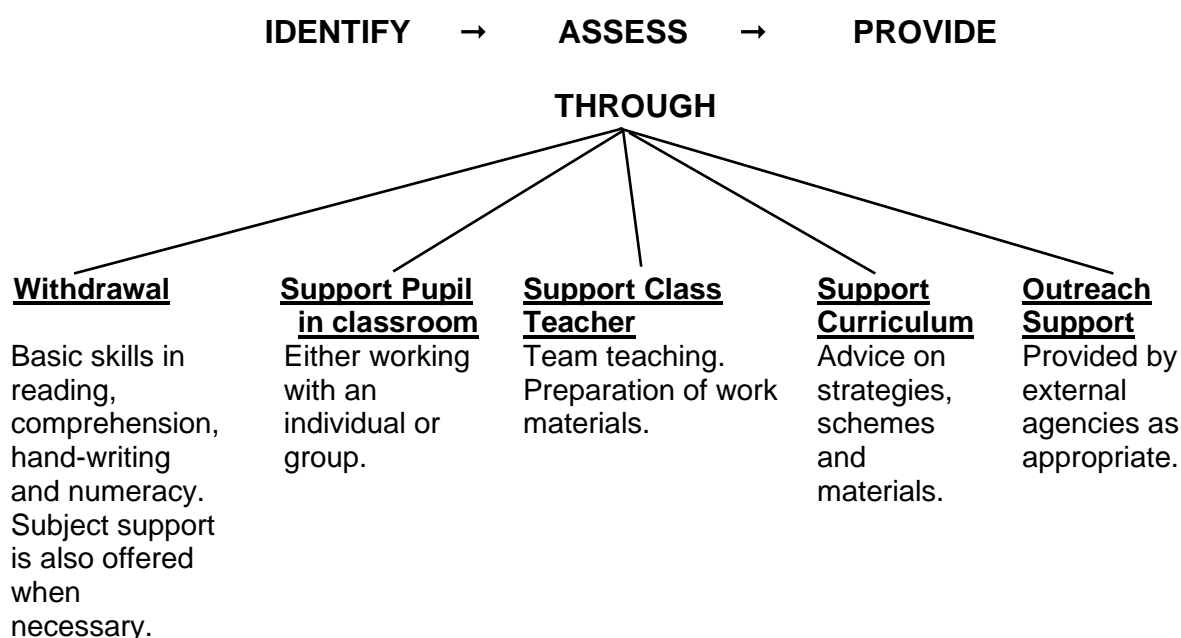 IDENTIFY → ASSESS → PROVIDE
THROUGH
Withdrawal
Basic skills in
reading,
comprehension,
hand-writing
and numeracy.
Subject support
is also offered
when
necessary.
Support Pupil
in classroom
Either working
with an
individual or
group.
Support Class
Teacher
Team teaching.
Preparation of work
materials.
Support
Curriculum
Advice on
strategies,
schemes
and
materials.
Outreach
Support
Provided by
external
agencies as
appropriate.